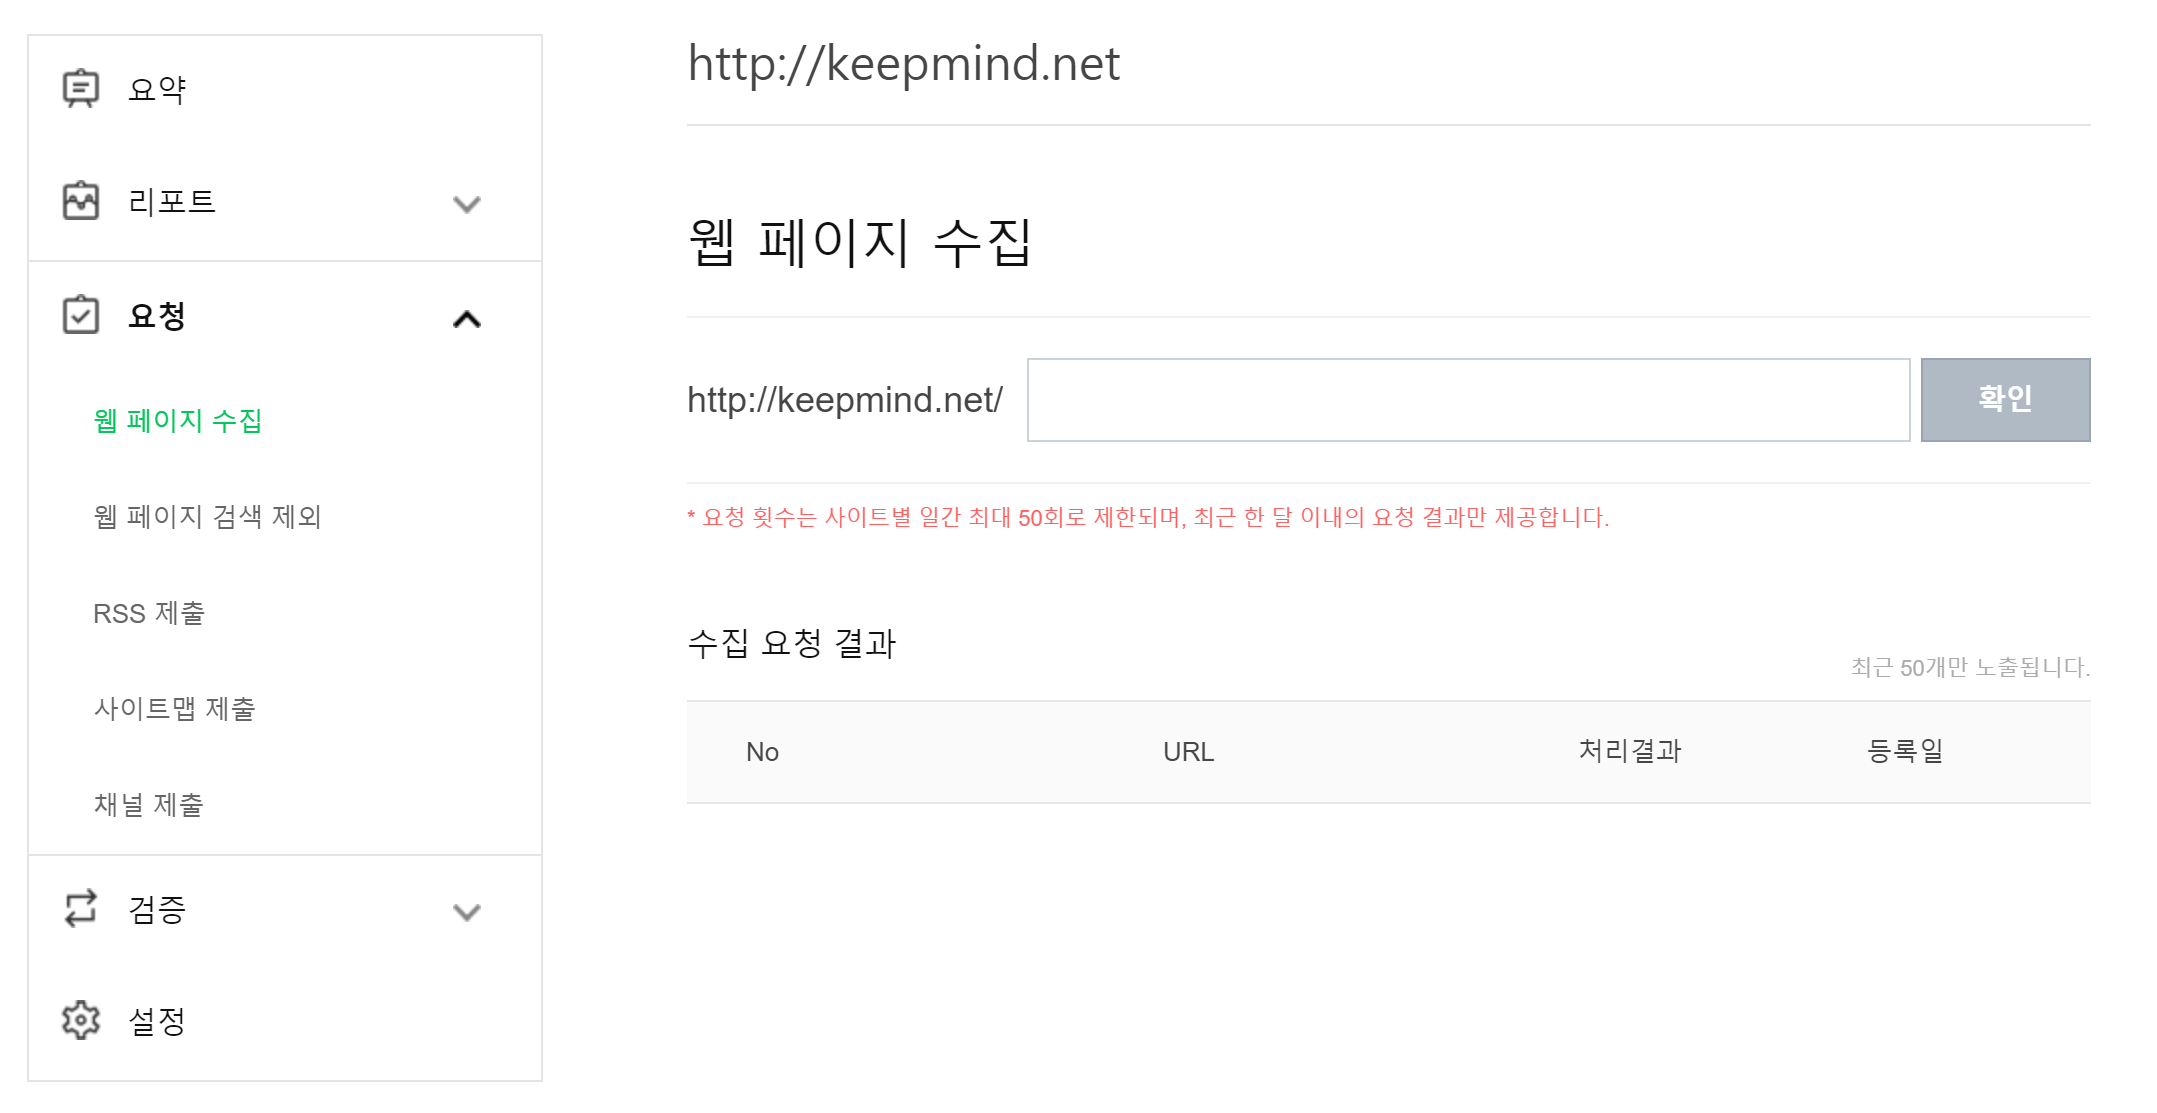 요약
리포트
요청
웹 페이지 수집
웹 페이지 검색 제외
RSS 제출
사이트맵 제출
채널 제출
검증
설정
http://keepmind.net
웹 페이지 수집
http://keepmind.net/
확인
* 요청 횟수는 사이트별 일간 최대 50회로 제한되며, 최근 한 달 이내의 요청 결과만 제공합니다.
수집 요청 결과
최근 50개만 노출됩니다.
No URL 처리결과 등록일